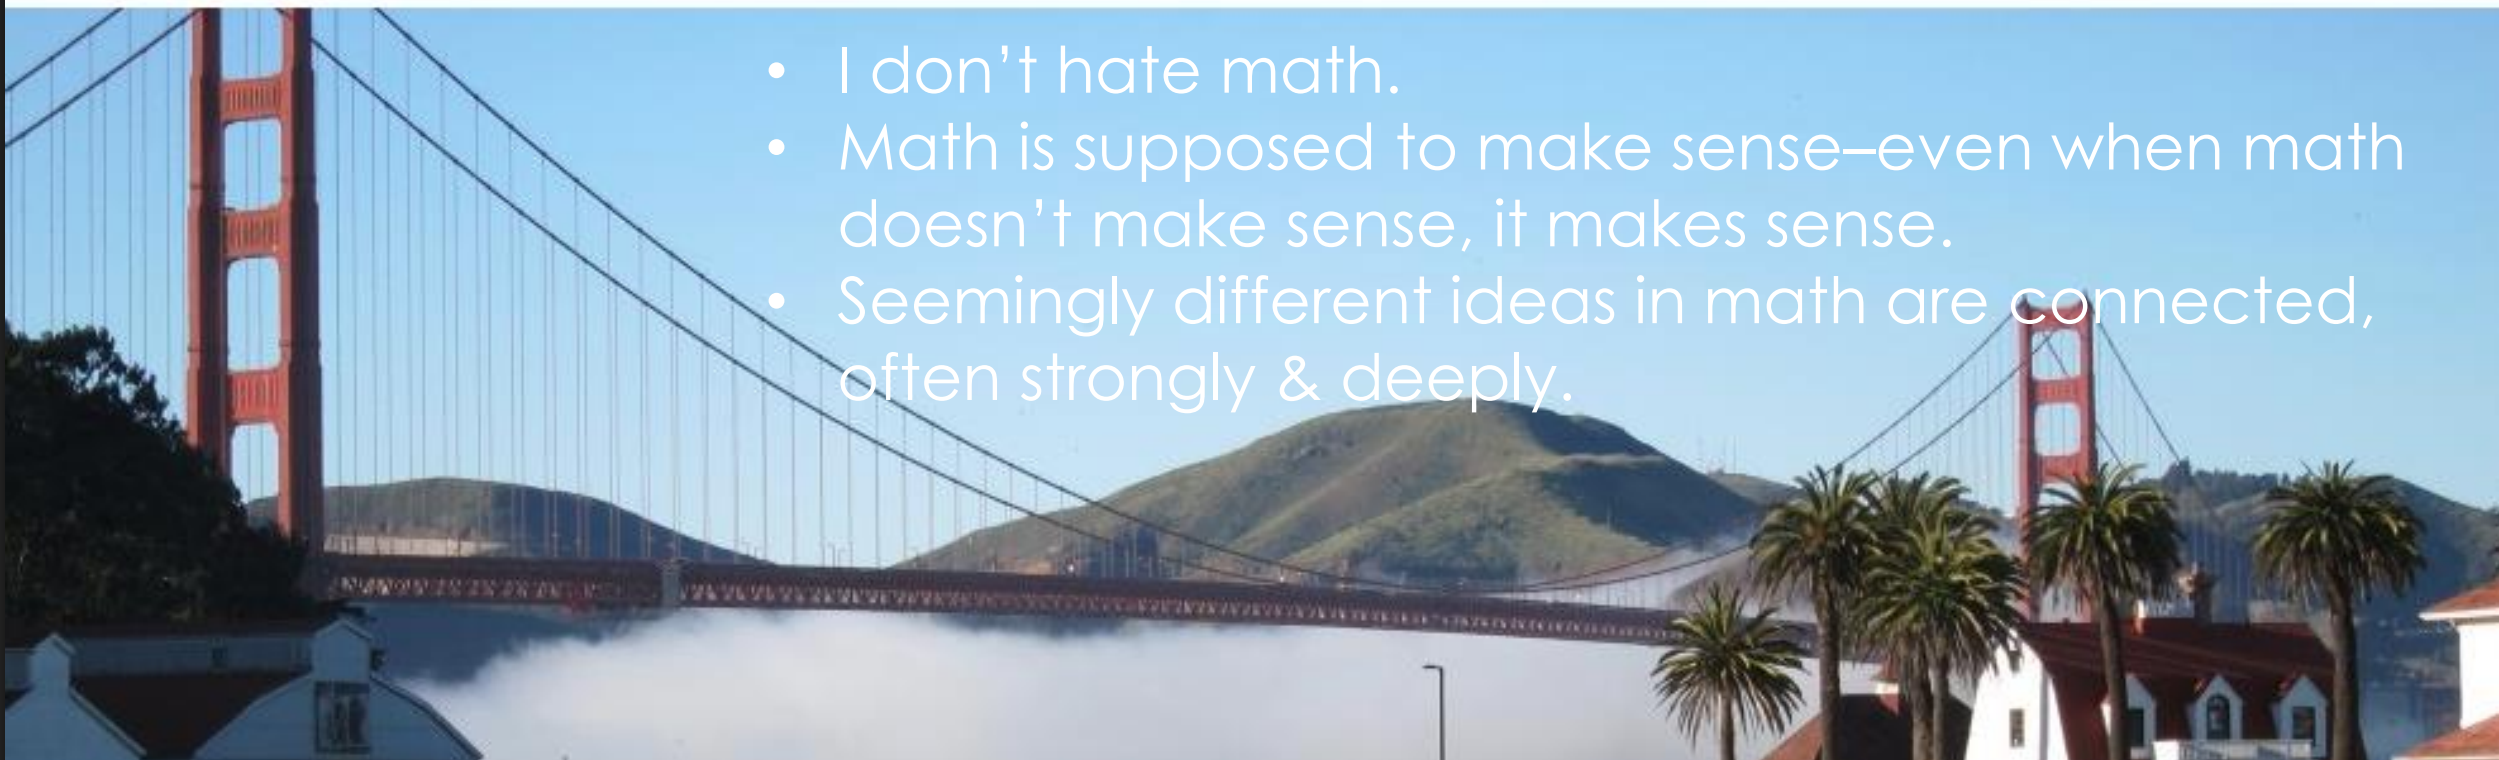 • I don’t hate math.
• Math is supposed to make sense–even when math
doesn’t make sense, it makes sense.
• Seemingly different ideas in math are connected,
often strongly & deeply.